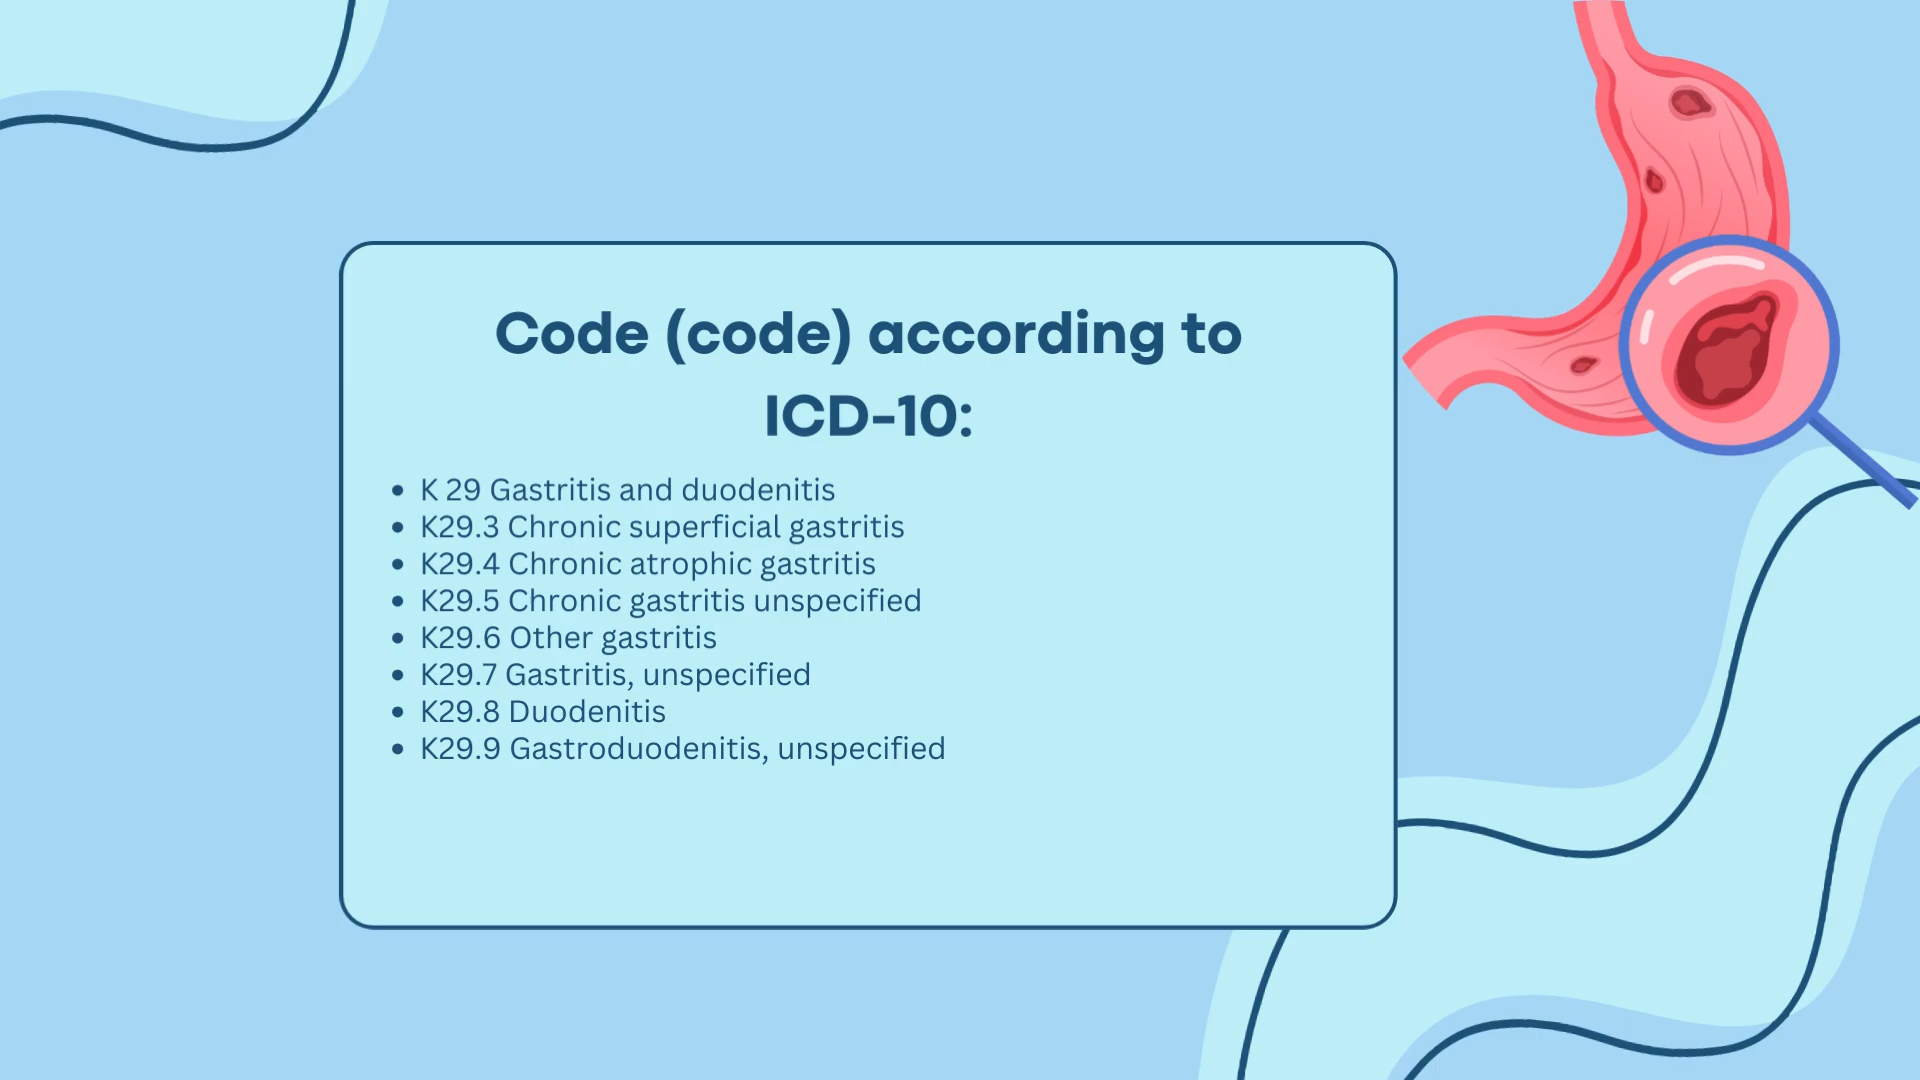 Code (code) according to
ICD-10:
• K 29 Gastritis and duodenitis
• K29.3 Chronic superficial gastritis
• K29.4 Chronic atrophic gastritis
• K29.5 Chronic gastritis unspecified
• K29.6 Other gastritis
• K29.7 Gastritis, unspecified
• K29.8 Duodenitis
• K29.9 Gastroduodenitis, unspecified